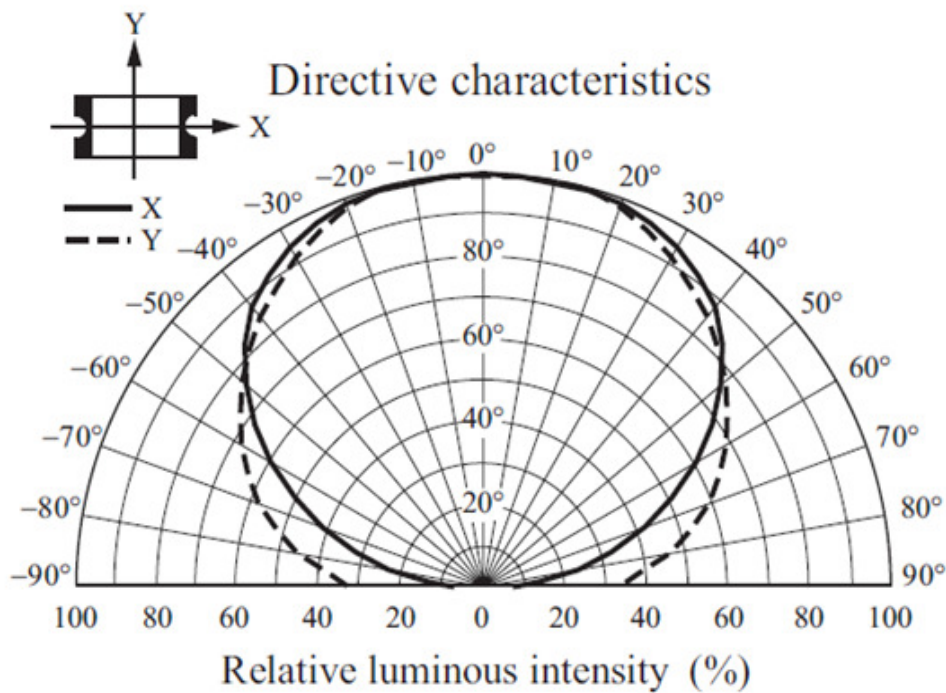 Y
Directive characteristics
X
X
Y
0°
–10° 10°
–20° 20°
–30° 30°
–40° 40°
–50° 50°
–60° 60°
–70° 70°
–80° 80°
–90° 90°
80°
60°
40°
20°
100 80 60 40 20 0 20 40 60 80 100
Relative luminous intensity (%)